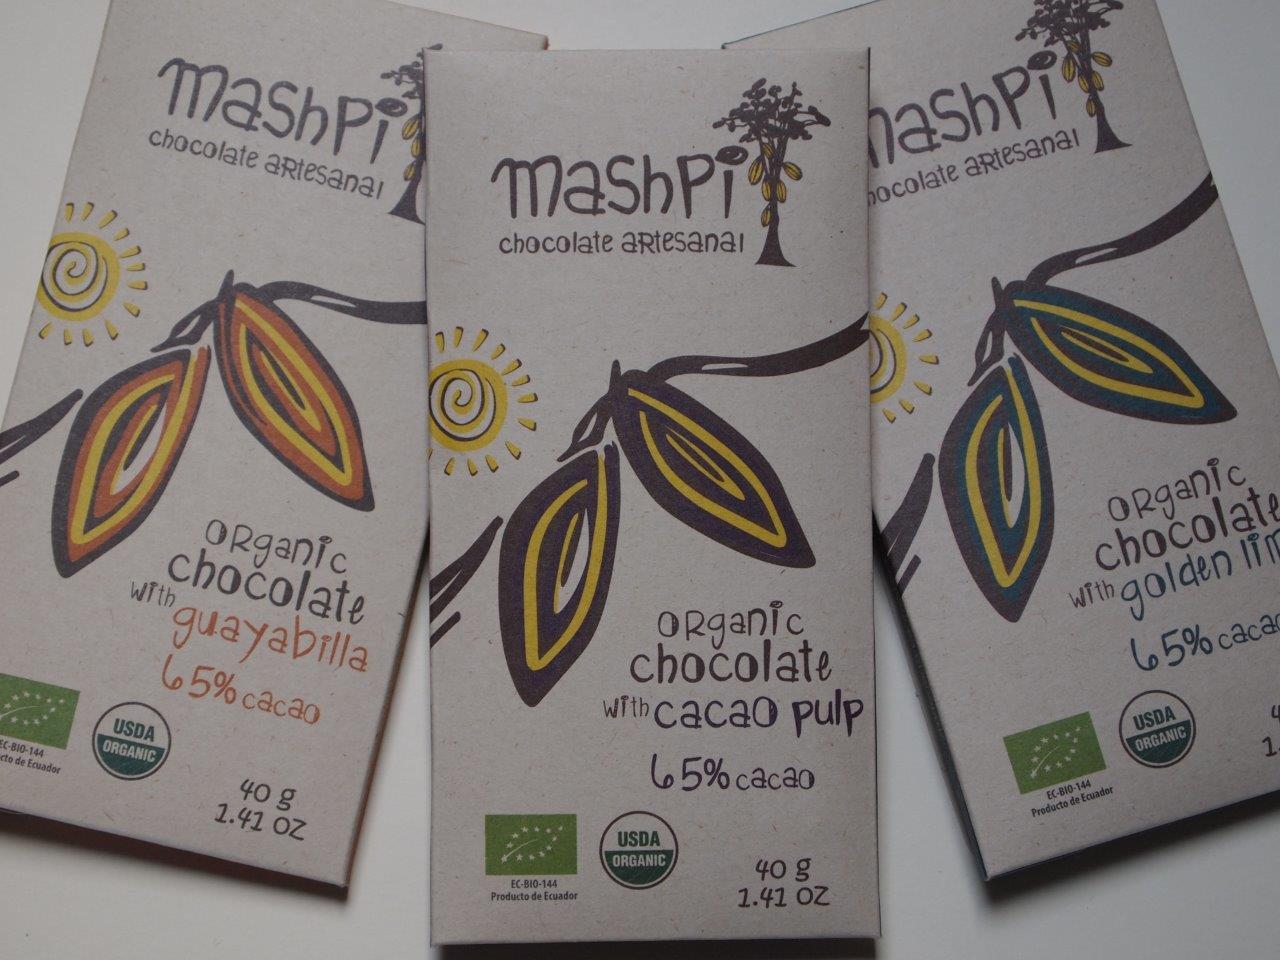 mashpi
chocolate artesanal
organic
chocolate
with guayabilla
65% cacao
EC-BIO-144
USDA
ORGANIC
40 g
1.41 oz
mashpi
chocolate artesanal
organic
chocolate
with cacao pulp
65% cacao
EC-BIO-144
Producto de Ecuador
USDA
ORGANIC
40 g
1.41 oz
mashpi
chocolate artesanal
organic
chocolate
with golden
65% cacao
EC-BIO-144
Producto de Ecuador
USDA
ORGANIC